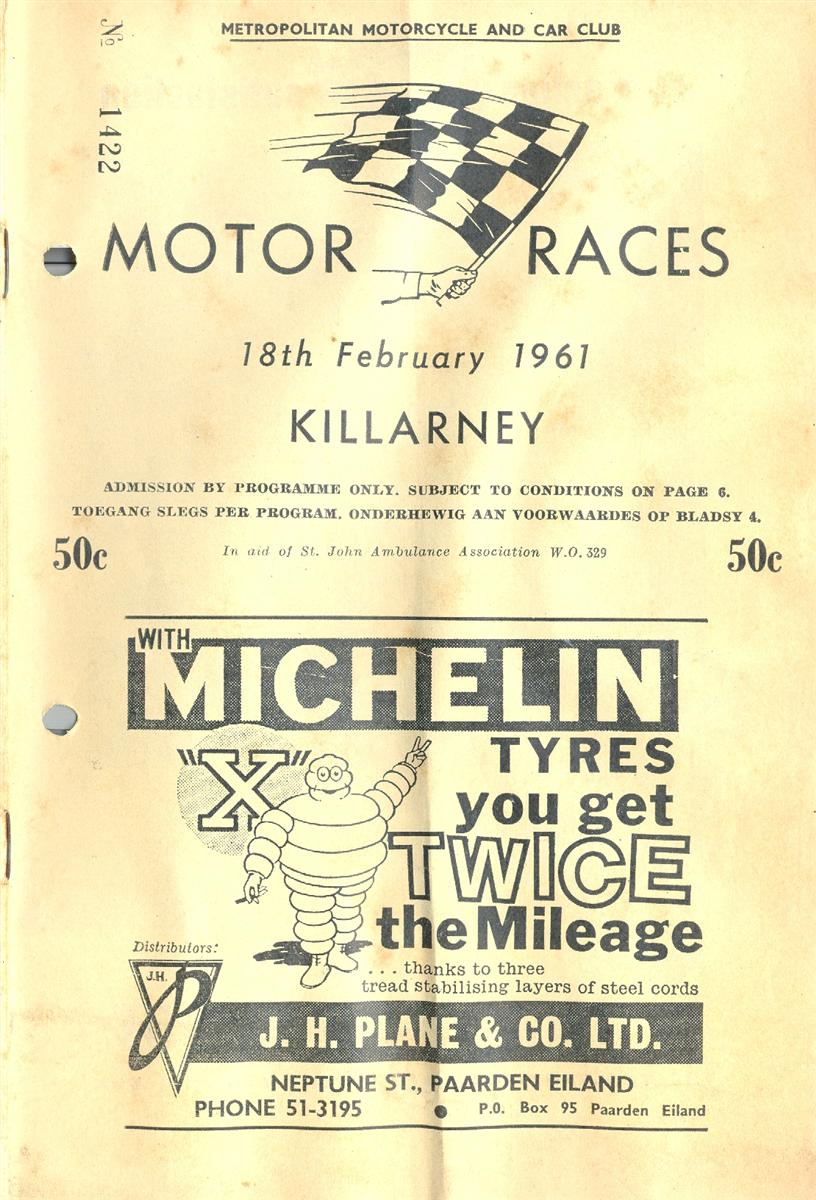 METROPOLITAN MOTORCYCLE AND CAR CLUB
No 1422
MOTOR RACES
18th February 1961
KILLARNEY
ADMISSION BY PROGRAMME ONLY. SUBJECT TO CONDITIONS ON PAGE 6.
TOEGANG SLEGS PER PROGRAM. ONDERHEWIG AAN VOORWAARDES OP BLADSY 4.
50c In aid of St. John Ambulance Association W.O. 329 50c
WITH
MICHELIN
"X" TYRES
you get
TWICE
the Mileage
... thanks to three
tread stabilising layers of steel cords
Distributors:
J.H. P
J. H. PLANE & CO. LTD.
NEPTUNE ST., PAARDEN EILAND
PHONE 51-3195 • P.O. Box 95 Paarden Eiland